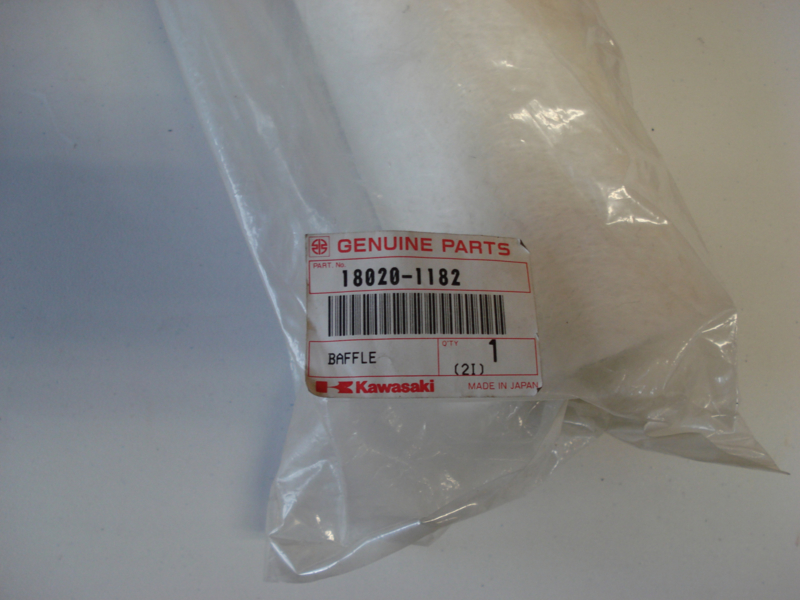 GENUINE PARTS
PART. No.
18020-1182
BAFFLE
Q'TY
1
(2I)
Kawasaki
MADE IN JAPAN